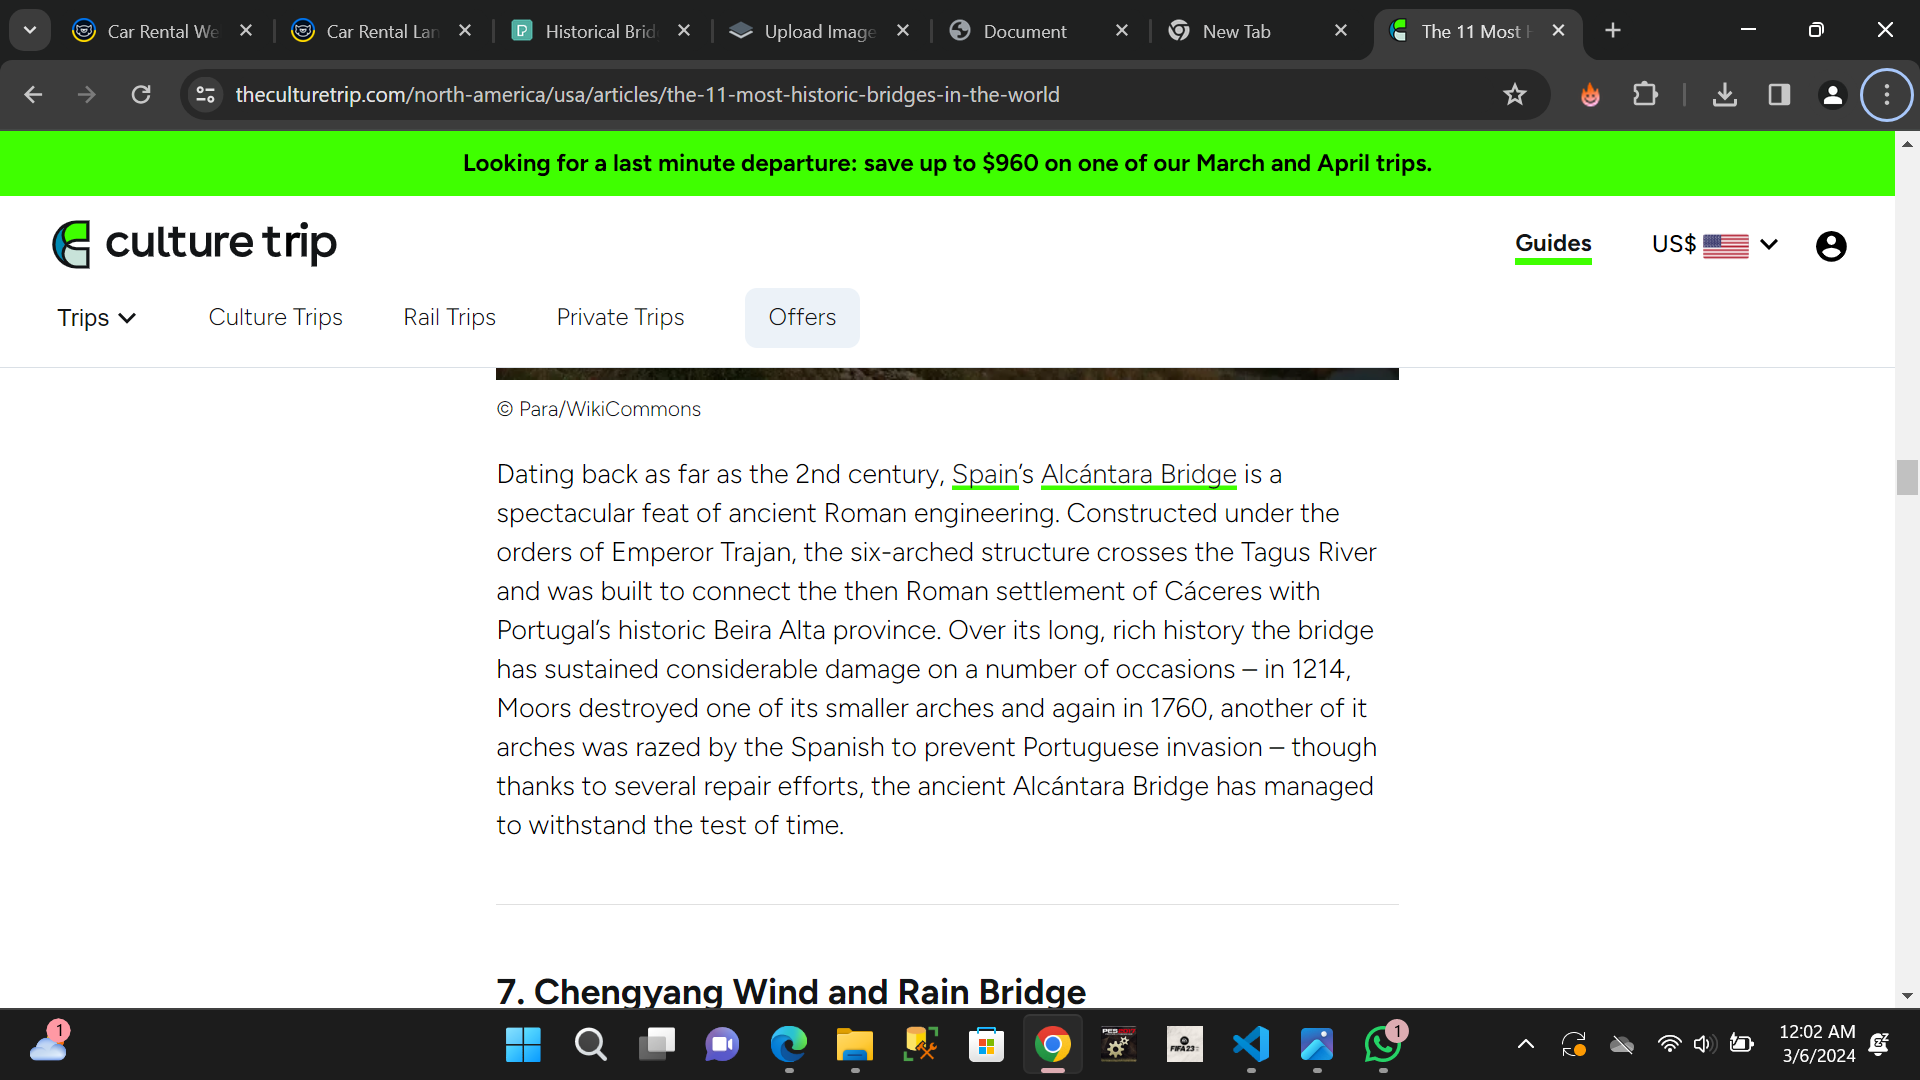 Car Rental We
Car Rental Lan
Historical Brid
Upload Image
Document
New Tab
The 11 Most H
theculturetrip.com/north-america/usa/articles/the-11-most-historic-bridges-in-the-world
Looking for a last minute departure: save up to $960 on one of our March and April trips.
culture trip
Guides
US$
Trips
Culture Trips
Rail Trips
Private Trips
Offers
© Para/WikiCommons
Dating back as far as the 2nd century, Spain’s Alcántara Bridge is a
spectacular feat of ancient Roman engineering. Constructed under the
orders of Emperor Trajan, the six-arched structure crosses the Tagus River
and was built to connect the then Roman settlement of Cáceres with
Portugal’s historic Beira Alta province. Over its long, rich history the bridge
has sustained considerable damage on a number of occasions – in 1214,
Moors destroyed one of its smaller arches and again in 1760, another of it
arches was razed by the Spanish to prevent Portuguese invasion – though
thanks to several repair efforts, the ancient Alcántara Bridge has managed
to withstand the test of time.
7. Chengyang Wind and Rain Bridge
1
FIFA23
1
12:02 AM
3/6/2024